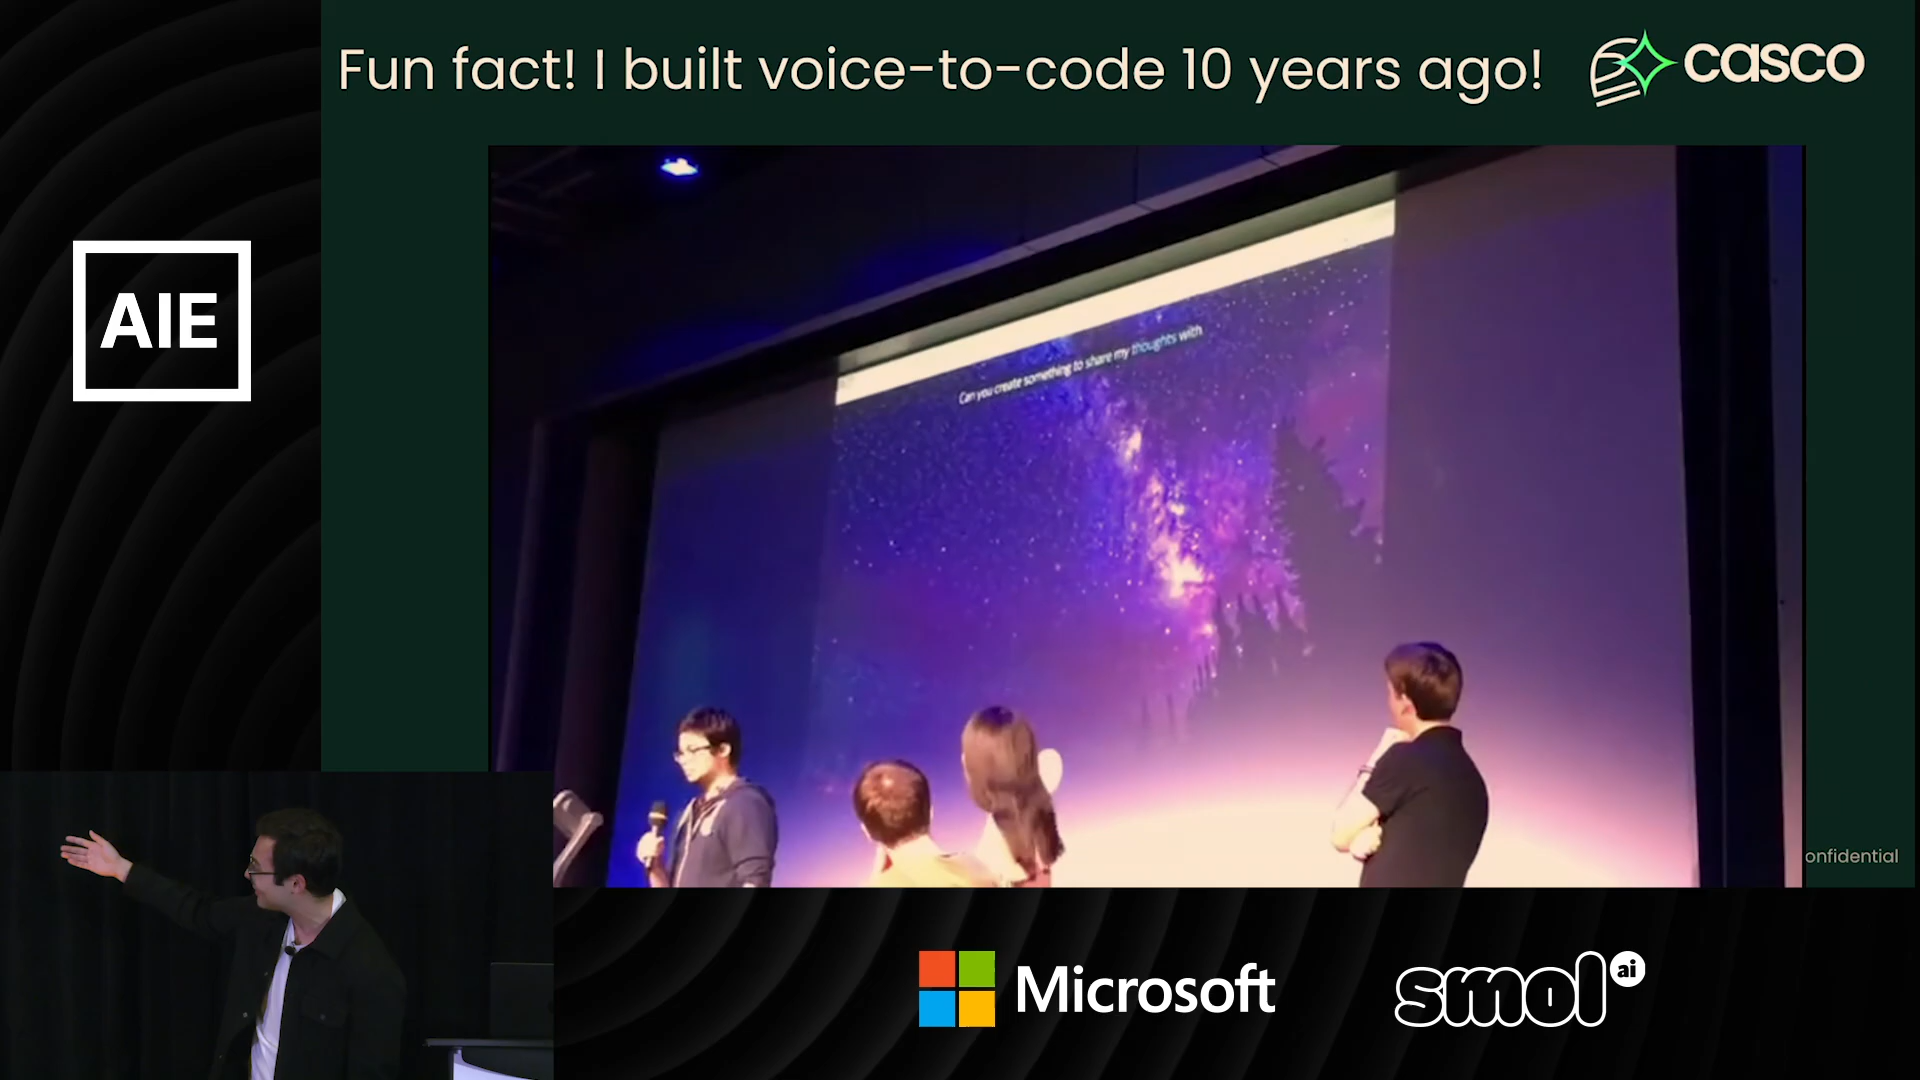 Fun fact! I built voice-to-code 10 years ago!
casco
AIE
Can you create something to share my thoughts with
onfidential
Microsoft
smol ai